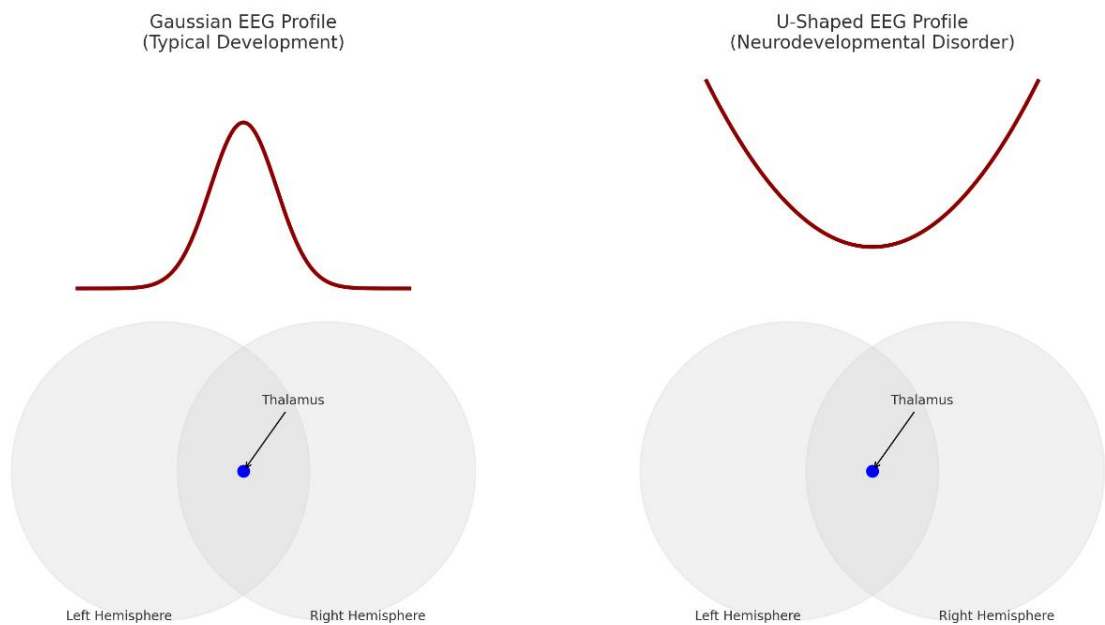 Gaussian EEG Profile
(Typical Development)
U-Shaped EEG Profile
(Neurodevelopmental Disorder)
Thalamus
Left Hemisphere
Right Hemisphere
Thalamus
Left Hemisphere
Right Hemisphere